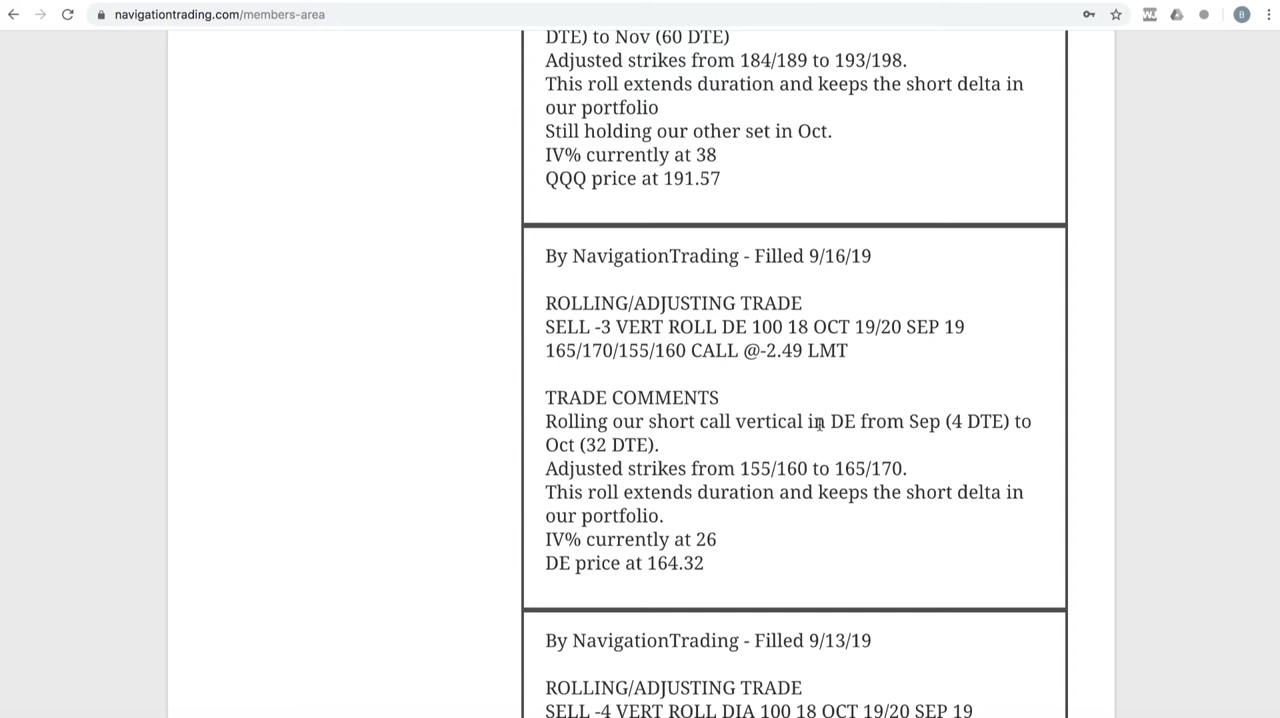 navigationtrading.com/members-area
B
DTE) to Nov (60 DTE)
Adjusted strikes from 184/189 to 193/198.
This roll extends duration and keeps the short delta in
our portfolio
Still holding our other set in Oct.
IV% currently at 38
QQQ price at 191.57
By NavigationTrading - Filled 9/16/19
ROLLING/ADJUSTING TRADE
SELL -3 VERT ROLL DE 100 18 OCT 19/20 SEP 19
165/170/155/160 CALL @-2.49 LMT
TRADE COMMENTS
Rolling our short call vertical in DE from Sep (4 DTE) to
Oct (32 DTE).
Adjusted strikes from 155/160 to 165/170.
This roll extends duration and keeps the short delta in
our portfolio.
IV% currently at 26
DE price at 164.32
By NavigationTrading - Filled 9/13/19
ROLLING/ADJUSTING TRADE
SELL -4 VERT ROLL DIA 100 18 OCT 19/20 SEP 19